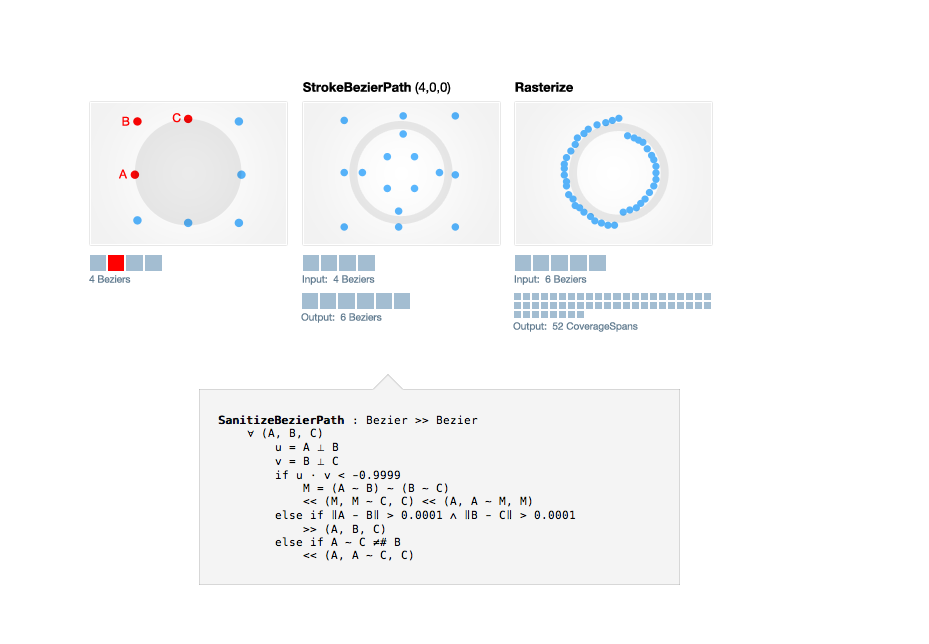 StrokeBezierPath (4,0,0)
Rasterize
B
C
A
4 Beziers
Input: 4 Beziers
Output: 6 Beziers
Input: 6 Beziers
Output: 52 CoverageSpans
SanitizeBezierPath : Bezier >> Bezier
∀ (A, B, C)
u = A ⟂ B
v = B ⟂ C
if u · v < -0.9999
M = (A ~ B) ~ (B ~ C)
<< (M, M ~ C, C) << (A, A ~ M, M)
else if ‖A - B‖ > 0.0001 ∧ ‖B - C‖ > 0.0001
>> (A, B, C)
else if A ~ C ≠# B
<< (A, A ~ C, C)